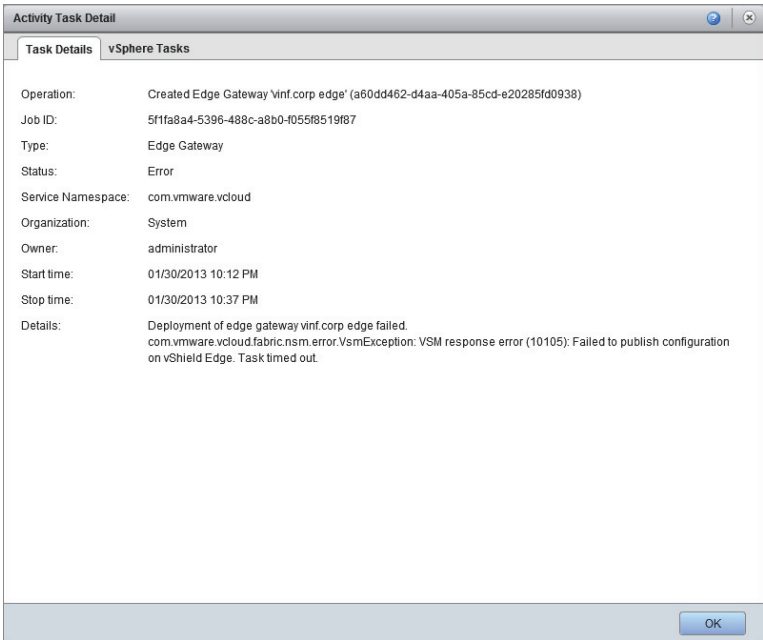 Activity Task Detail
Task Details vSphere Tasks
Operation: Created Edge Gateway 'vinf.corp edge' (a60dd462-d4aa-405a-85cd-e20285fd0938)
Job ID: 5f1fa8a4-5396-488c-a8b0-f055f8519f87
Type: Edge Gateway
Status: Error
Service Namespace: com.vmware.vcloud
Organization: System
Owner: administrator
Start time: 01/30/2013 10:12 PM
Stop time: 01/30/2013 10:37 PM
Details: Deployment of edge gateway vinf.corp edge failed.
com.vmware.vcloud.fabric.nsm.error.VsmException: VSM response error (10105): Failed to publish configuration
on vShield Edge. Task timed out.
OK